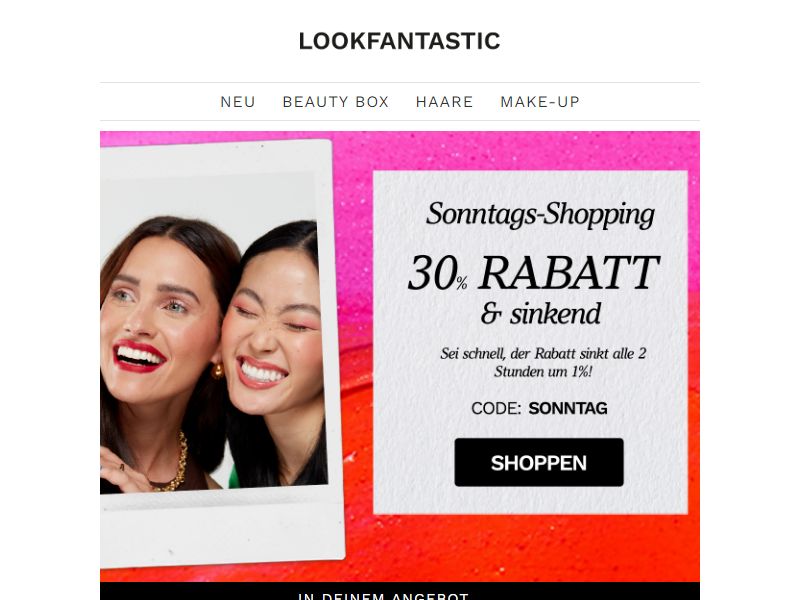 LOOKFANTASTIC
NEU BEAUTY BOX HAARE MAKE-UP
Sonntags-Shopping
30% RABATT
& sinkend
Sei schnell, der Rabatt sinkt alle 2
Stunden um 1%!
CODE: SONNTAG
SHOPPEN
IN DEINEM ANGEBOT